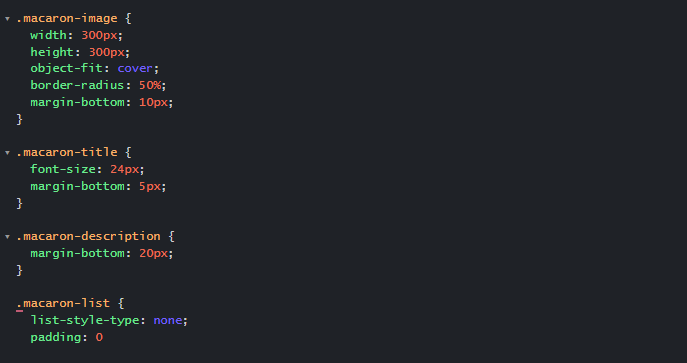 .macaron-image {
  width: 300px;
  height: 300px;
  object-fit: cover;
  border-radius: 50%;
  margin-bottom: 10px;
}
.macaron-title {
  font-size: 24px;
  margin-bottom: 5px;
}
.macaron-description {
  margin-bottom: 20px;
}
.macaron-list {
  list-style-type: none;
  padding: 0